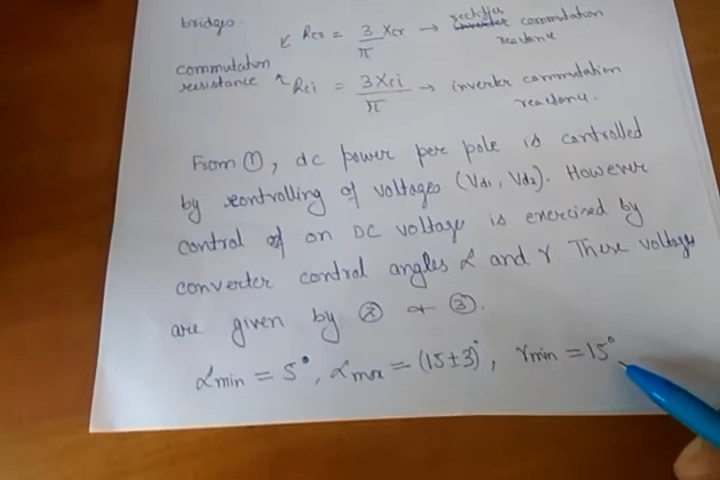 bridges
Rcr = 3/π Xcr → rectifier commutation
reactance
commutation
resistance
Rci = 3Xci/π → inverter commutation
reactance.
From ①, dc power per pole is controlled
by controlling of voltages (Vd1, Vd2). However
control of on DC voltage is exercised by
converter control angles α and γ These voltages
are given by ② & ③.
αmin = 5°, αmax = (15±3)°, γmin = 15°